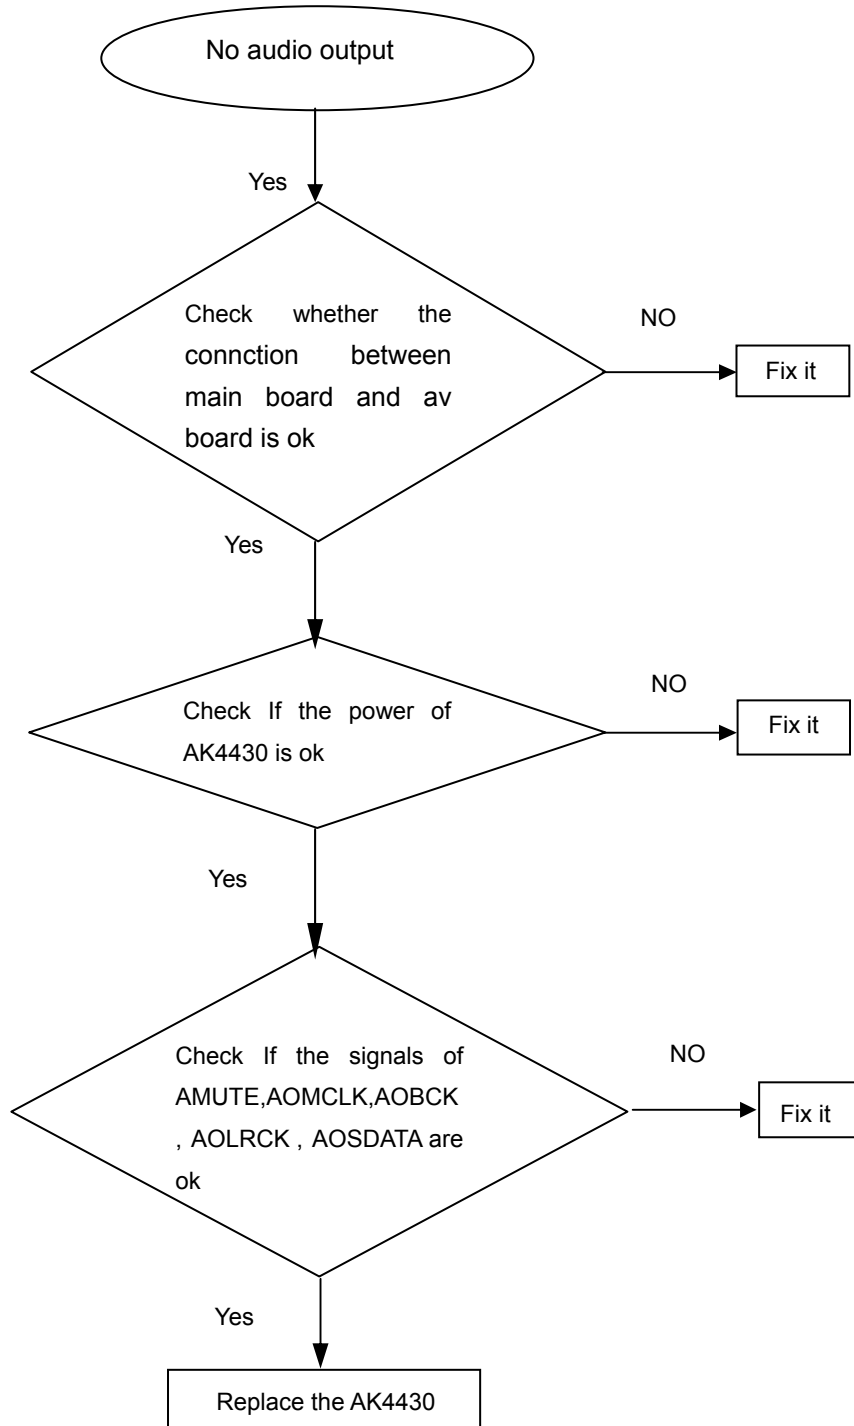 No audio output
Yes
Check whether the
connction between
main board and av
board is ok
NO
Fix it
Yes
Check If the power of
AK4430 is ok
NO
Fix it
Yes
Check If the signals of
AMUTE,AOMCLK,AOBCK
, AOLRCK , AOSDATA are
ok
NO
Fix it
Yes
Replace the AK4430